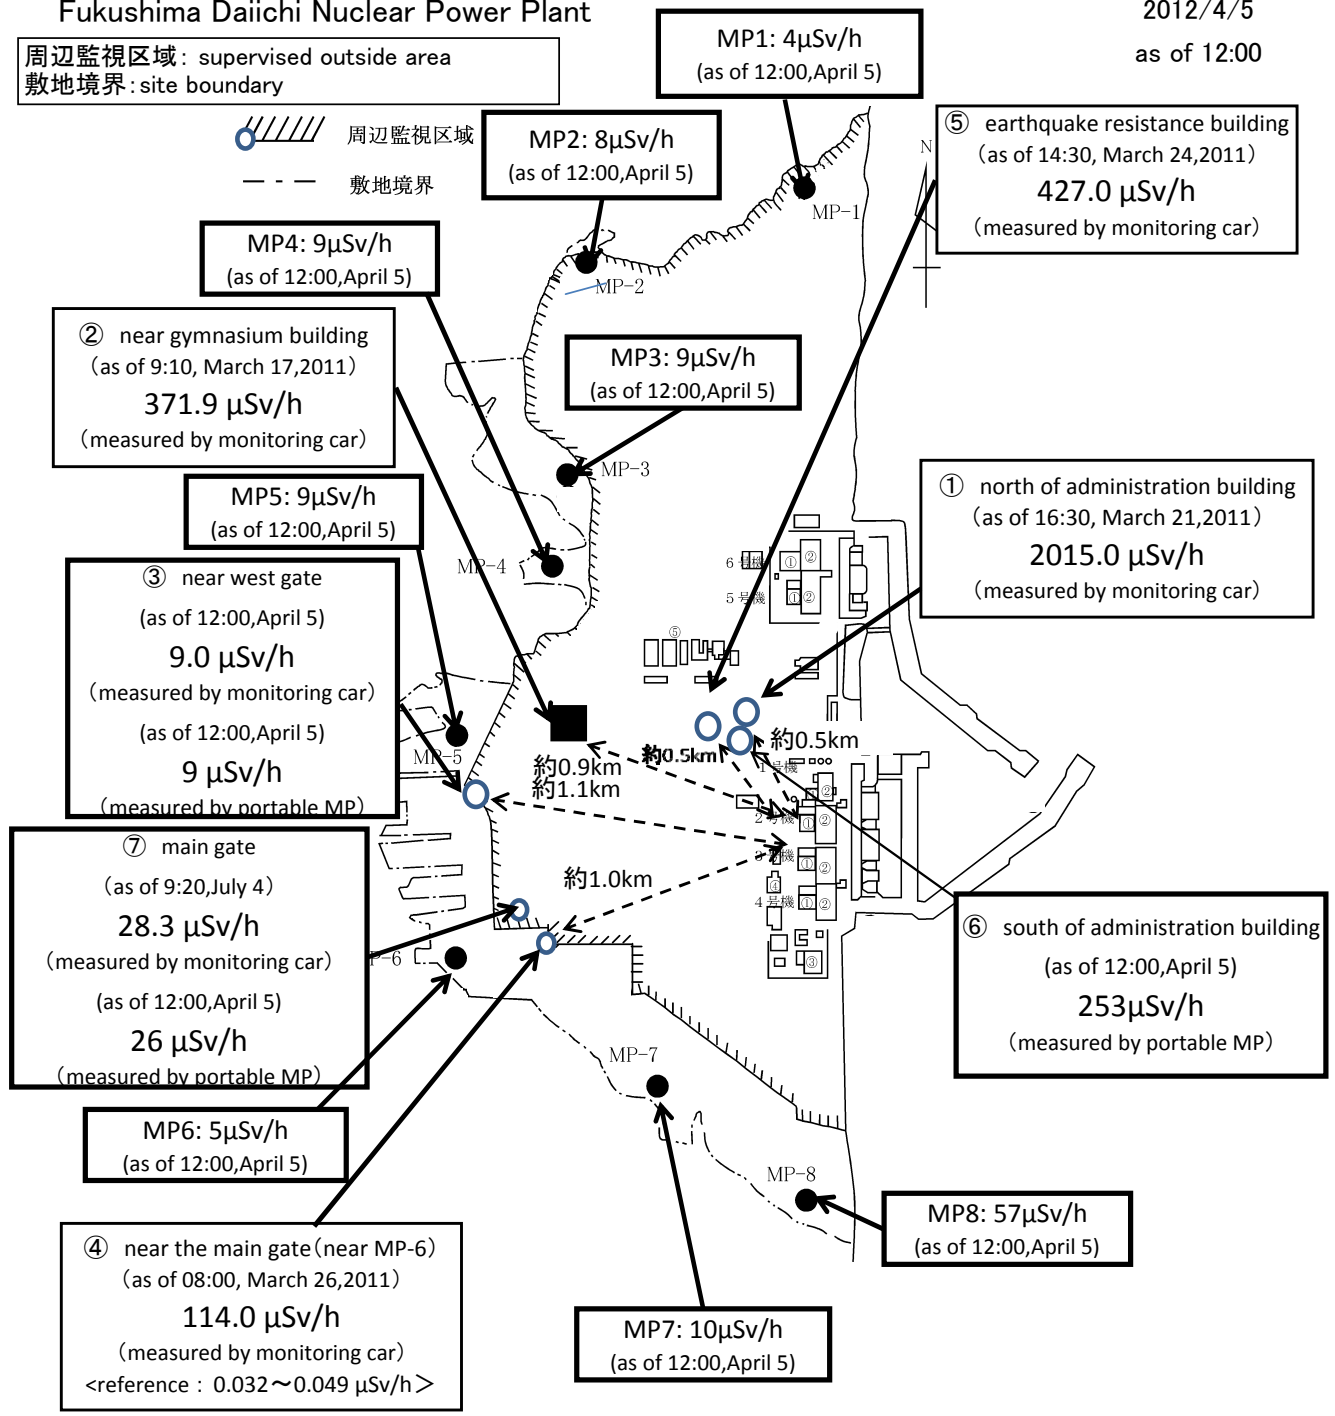 Fukushima Daiichi Nuclear Power Plant
2012/4/5
as of 12:00
周辺監視区域: supervised outside area
敷地境界:site boundary
周辺監視区域
敷地境界
MP1: 4μSv/h
(as of 12:00,April 5)
MP2: 8μSv/h
(as of 12:00,April 5)
⑤ earthquake resistance building
(as of 14:30, March 24,2011)
427.0 μSv/h
(measured by monitoring car)
N
MP-1
MP4: 9μSv/h
(as of 12:00,April 5)
MP-2
② near gymnasium building
(as of 9:10, March 17,2011)
371.9 μSv/h
(measured by monitoring car)
MP3: 9μSv/h
(as of 12:00,April 5)
MP-3
MP5: 9μSv/h
(as of 12:00,April 5)
① north of administration building
(as of 16:30, March 21,2011)
2015.0 μSv/h
(measured by monitoring car)
MP-4
6号機
① ②
5号機
① ②
③ near west gate
(as of 12:00,April 5)
9.0 μSv/h
(measured by monitoring car)
(as of 12:00,April 5)
9 μSv/h
(measured by portable MP)
⑤
MP-5
約0.9km
約1.1km
約0.5km
約0.5km
1号機
②
2号機
① ②
3号機
① ②
④
4号機
① ②
③
約1.0km
⑦ main gate
(as of 9:20,July 4)
28.3 μSv/h
(measured by monitoring car)
(as of 12:00,April 5)
26 μSv/h
(measured by portable MP)
P-6
⑥ south of administration building
(as of 12:00,April 5)
253μSv/h
(measured by portable MP)
MP-7
MP6: 5μSv/h
(as of 12:00,April 5)
MP-8
MP8: 57μSv/h
(as of 12:00,April 5)
④ near the main gate(near MP-6)
(as of 08:00, March 26,2011)
114.0 μSv/h
(measured by monitoring car)
<reference : 0.032～0.049 μSv/h＞
MP7: 10μSv/h
(as of 12:00,April 5)